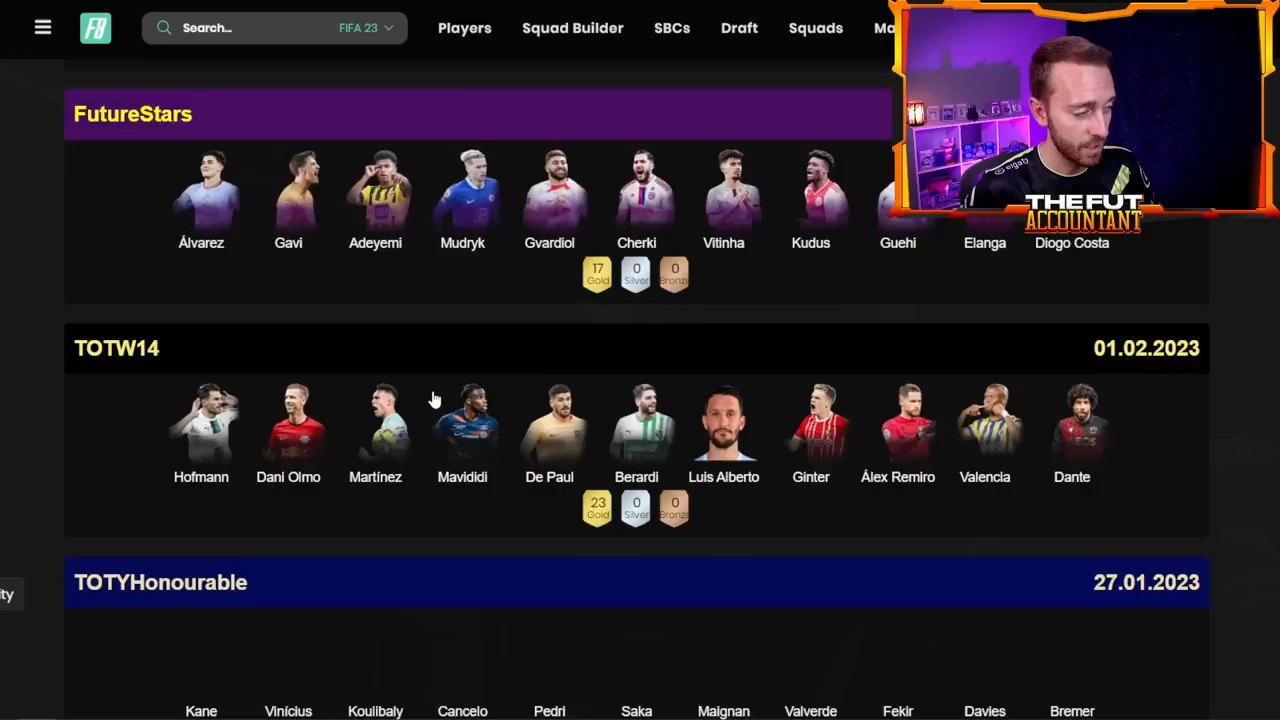 F8
Search...
FIFA 23
Players
Squad Builder
SBCs
Draft
Squads
Ma
elgato
THE FUT
ACCOUNTANT
FutureStars
Álvarez
Gavi
Adeyemi
Mudryk
Gvardiol
Cherki
Vitinha
Kudus
Guehi
Elanga
Diogo Costa
17
Gold
0
Silver
0
Bronze
TOTW14
01.02.2023
Hofmann
Dani Olmo
Martínez
Mavididi
De Paul
Berardi
Luis Alberto
Ginter
Álex Remiro
Valencia
Dante
23
Gold
0
Silver
0
Bronze
TOTYHonourable
27.01.2023
ity
Kane
Vinícius
Koulibaly
Cancelo
Pedri
Saka
Maignan
Valverde
Fekir
Davies
Bremer